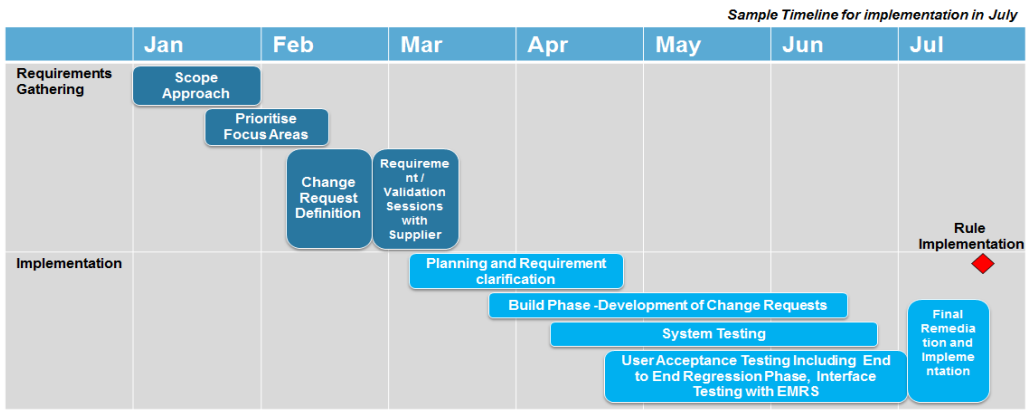 Sample Timeline for implementation in July
Jan Feb Mar Apr May Jun Jul
Requirements
Gathering
Scope
Approach
Prioritise
Focus Areas
Change
Request
Definition
Requireme
nt /
Validation
Sessions
with
Supplier
Rule
Implementation
Implementation
Planning and Requirement
clarification
Build Phase -Development of Change Requests
System Testing
User Acceptance Testing Including End
to End Regression Phase, Interface
Testing with EMRS
Final
Remedia
tion and
Impleme
ntation